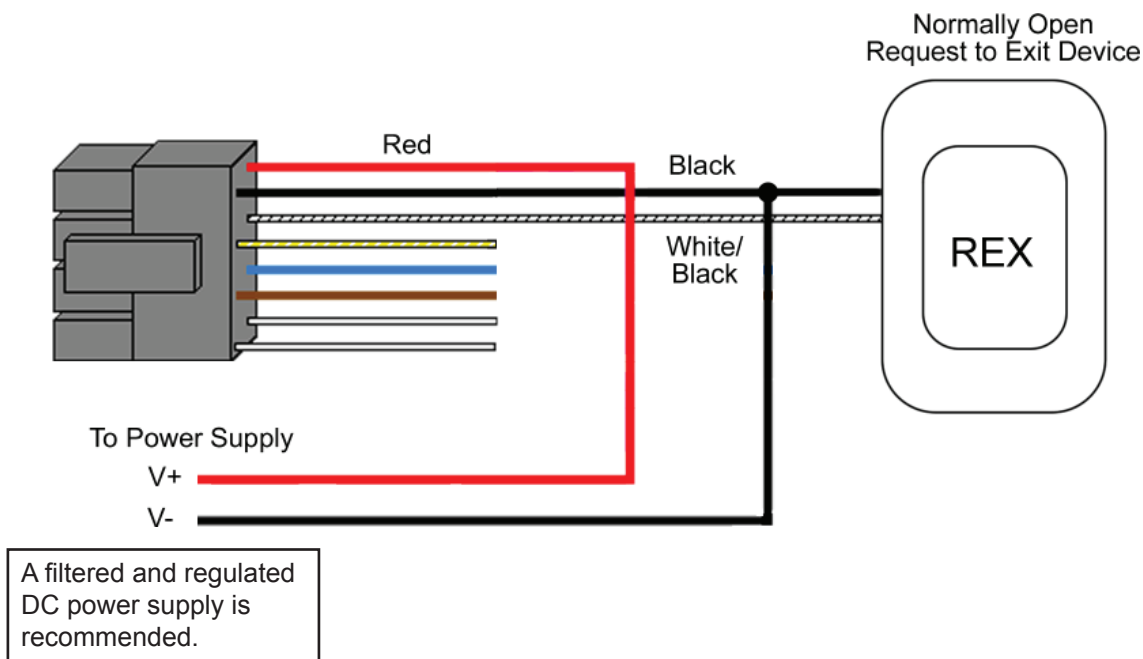 Normally Open
Request to Exit Device
Red
Black
White/
Black
REX
To Power Supply
V+
V-
A filtered and regulated
DC power supply is
recommended.